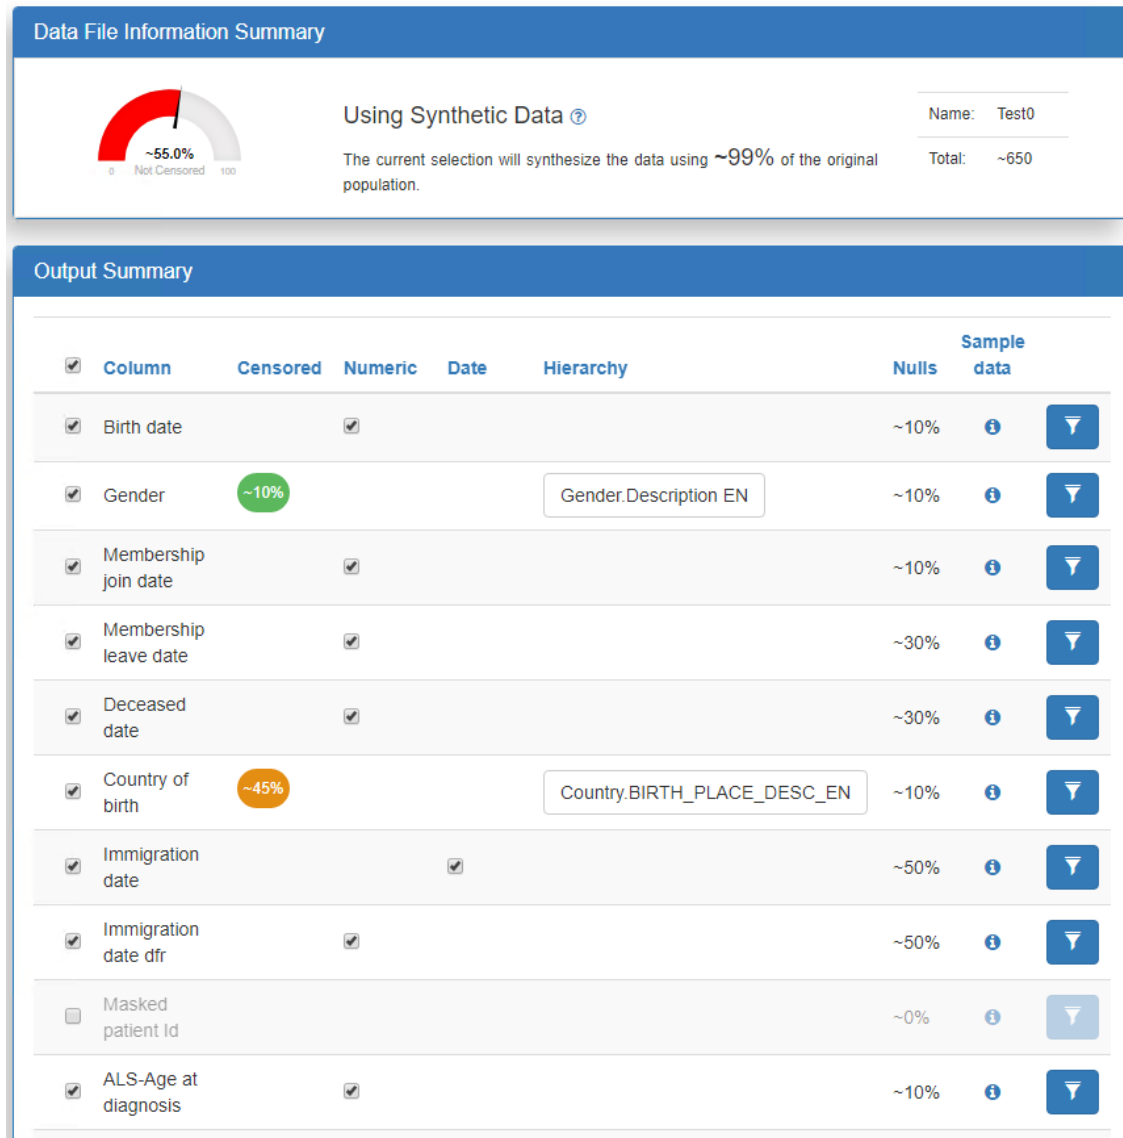 Data File Information Summary
~55.0%
0 Not Censored 100
Using Synthetic Data
The current selection will synthesize the data using ~99% of the original
population.
Name: Test0
Total: ~650
Output Summary
Column Censored Numeric Date Hierarchy Nulls Sample data
Birth date ~10%
Gender ~10% Gender.Description EN ~10%
Membership
join date ~10%
Membership
leave date ~30%
Deceased
date ~30%
Country of
birth ~45% Country.BIRTH_PLACE_DESC_EN ~10%
Immigration
date ~50%
Immigration
date dfr ~50%
Masked
patient Id ~0%
ALS-Age at
diagnosis ~10%